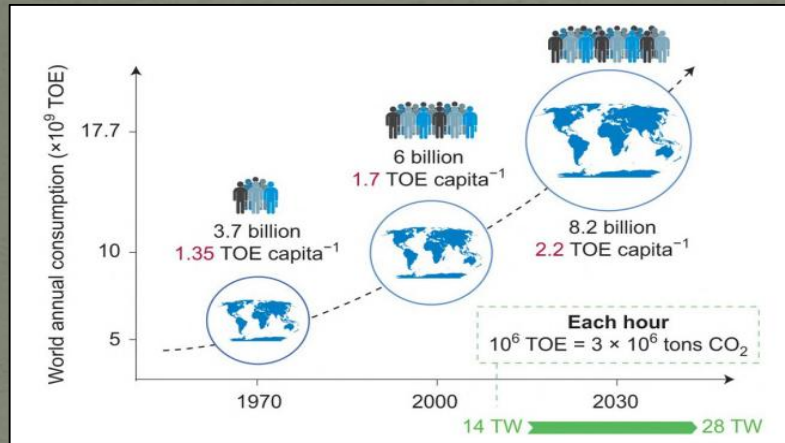 World annual consumption (×10⁹ TOE)
17.7
10
5
3.7 billion
1.35 TOE capita⁻¹
6 billion
1.7 TOE capita⁻¹
8.2 billion
2.2 TOE capita⁻¹
Each hour
10⁶ TOE = 3 × 10⁶ tons CO₂
1970
2000
2030
14 TW
28 TW